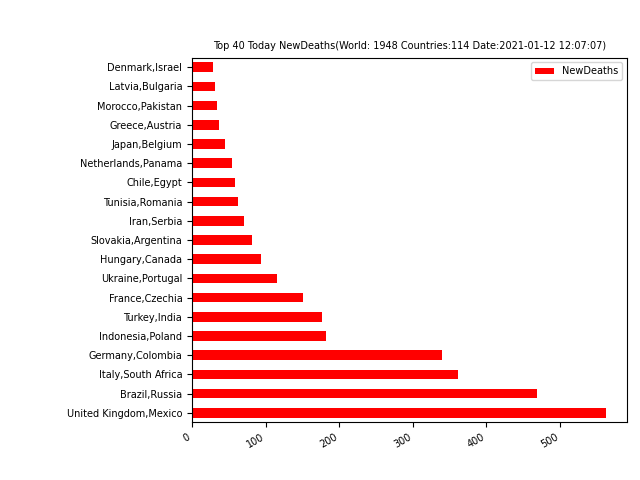 Top 40 Today NewDeaths(World: 1948 Countries:114 Date:2021-01-12 12:07:07)
NewDeaths
Denmark,Israel
Latvia,Bulgaria
Morocco,Pakistan
Greece,Austria
Japan,Belgium
Netherlands,Panama
Chile,Egypt
Tunisia,Romania
Iran,Serbia
Slovakia,Argentina
Hungary,Canada
Ukraine,Portugal
France,Czechia
Turkey,India
Indonesia,Poland
Germany,Colombia
Italy,South Africa
Brazil,Russia
United Kingdom,Mexico
0 100 200 300 400 500